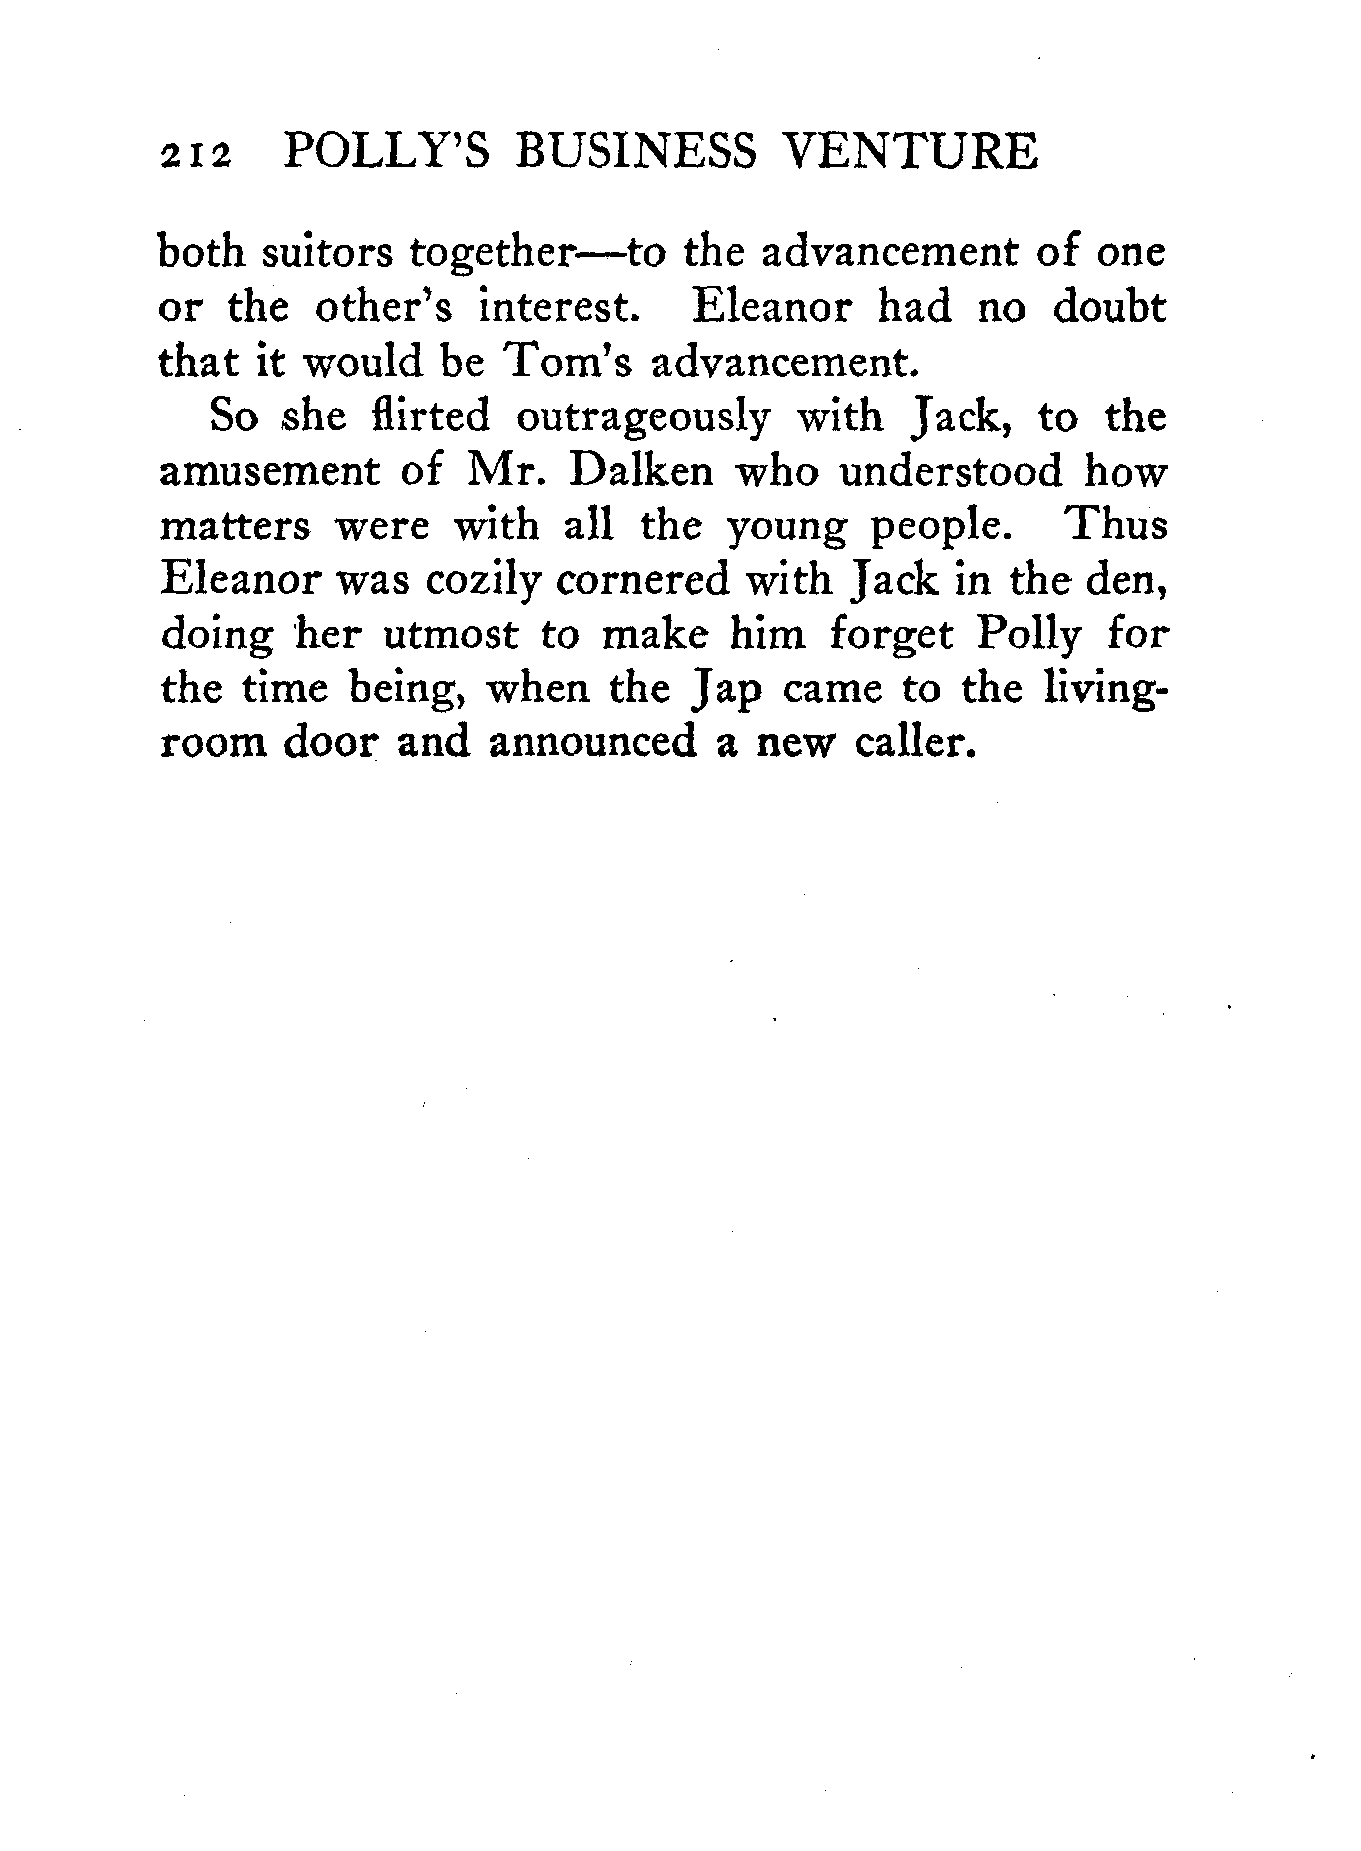 212 POLLY'S BUSINESS VENTURE
both suitors together—to the advancement of one
or the other's interest. Eleanor had no doubt
that it would be Tom's advancement.
So she flirted outrageously with Jack, to the
amusement of Mr. Dalken who understood how
matters were with all the young people. Thus
Eleanor was cozily cornered with Jack in the den,
doing her utmost to make him forget Polly for
the time being, when the Jap came to the living-
room door and announced a new caller.